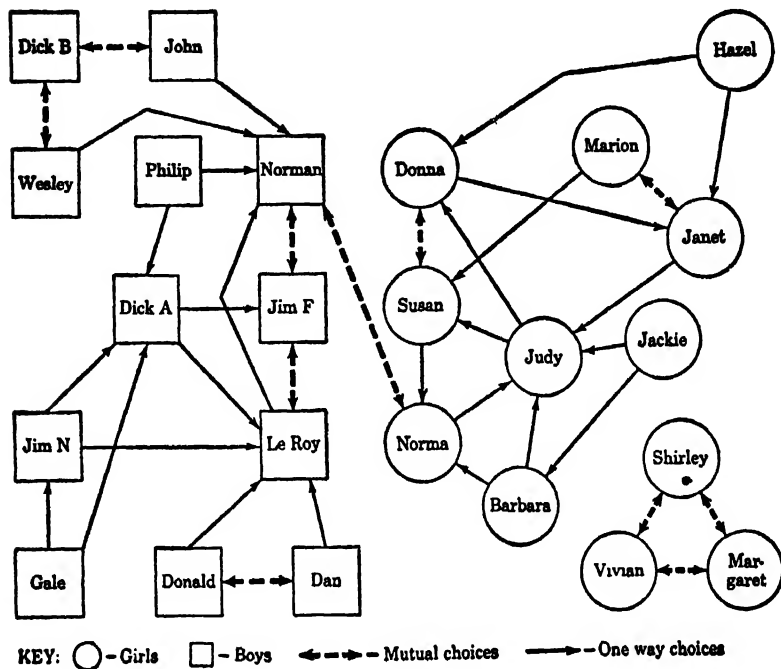 Dick B
John
Hazel
Wesley
Philip
Norman
Donna
Marion
Janet
Dick A
Jim F
Susan
Judy
Jackie
Jim N
Le Roy
Norma
Barbara
Shirley
Gale
Donald
Dan
Vivian
Mar-
garet
KEY: - Girls - Boys - Mutual choices - One way choices